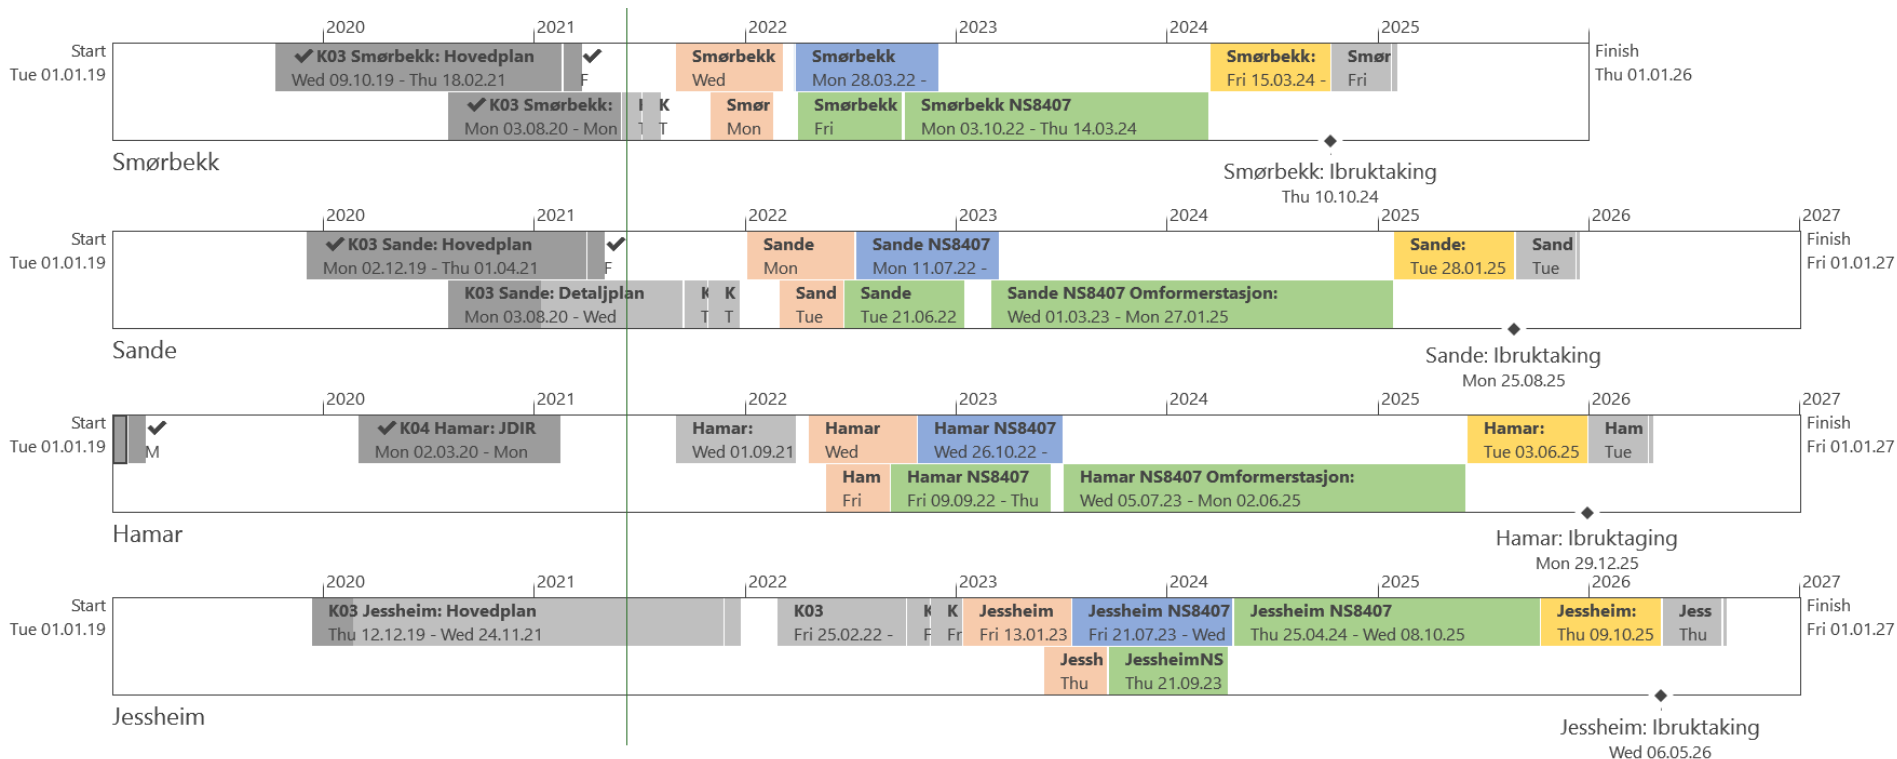 2020 2021 2022 2023 2024 2025
Start
Tue 01.01.19
K03 Smørbekk: Hovedplan
Wed 09.10.19 - Thu 18.02.21
F
Smørbekk
Wed
Smørbekk
Mon 28.03.22 -
Smørbekk:
Fri 15.03.24 -
Smør
Fri
Finish
Thu 01.01.26
K03 Smørbekk:
Mon 03.08.20 - Mon
K
T
Smør
Mon
Smørbekk
Fri
Smørbekk NS8407
Mon 03.10.22 - Thu 14.03.24
Smørbekk
Smørbekk: Ibruktaking
Thu 10.10.24
2020 2021 2022 2023 2024 2025 2026 2027
Start
Tue 01.01.19
K03 Sande: Hovedplan
Mon 02.12.19 - Thu 01.04.21
F
Sande
Mon
Sande NS8407
Mon 11.07.22 -
Sande:
Tue 28.01.25
Sand
Tue
Finish
Fri 01.01.27
K03 Sande: Detaljplan
Mon 03.08.20 - Wed
K
T
K
T
Sand
Tue
Sande
Tue 21.06.22
Sande NS8407 Omformerstasjon:
Wed 01.03.23 - Mon 27.01.25
Sande
Sande: Ibruktaking
Mon 25.08.25
2020 2021 2022 2023 2024 2025 2026 2027
Start
Tue 01.01.19
M
K04 Hamar: JDIR
Mon 02.03.20 - Mon
Hamar:
Wed 01.09.21
Hamar
Wed
Hamar NS8407
Wed 26.10.22 -
Hamar:
Tue 03.06.25
Ham
Tue
Finish
Fri 01.01.27
Ham
Fri
Hamar NS8407
Fri 09.09.22 - Thu
Hamar NS8407 Omformerstasjon:
Wed 05.07.23 - Mon 02.06.25
Hamar
Hamar: Ibruktaging
Mon 29.12.25
2020 2021 2022 2023 2024 2025 2026 2027
Start
Tue 01.01.19
K03 Jessheim: Hovedplan
Thu 12.12.19 - Wed 24.11.21
K03
Fri 25.02.22 -
K
F
K
Fr
Jessheim
Fri 13.01.23
Jessheim NS8407
Fri 21.07.23 - Wed
Jessheim NS8407
Thu 25.04.24 - Wed 08.10.25
Jessheim:
Thu 09.10.25
Jess
Thu
Finish
Fri 01.01.27
Jessh
Thu
JessheimNS
Thu 21.09.23
Jessheim
Jessheim: Ibruktaking
Wed 06.05.26